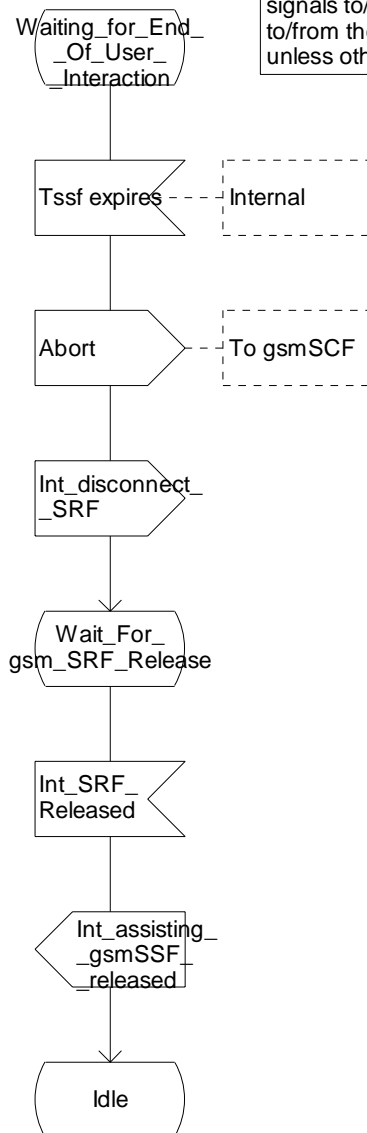 signals to/
to/from the
unless oth
Waiting_for_End_
_Of_User_
_Interaction
Tssf expires
Internal
Abort
To gsmSCF
Int_disconnect_
_SRF
Wait_For_
gsm_SRF_Release
Int_SRF_
Released
Int_assisting_
_gsmSSF_
_released
Idle